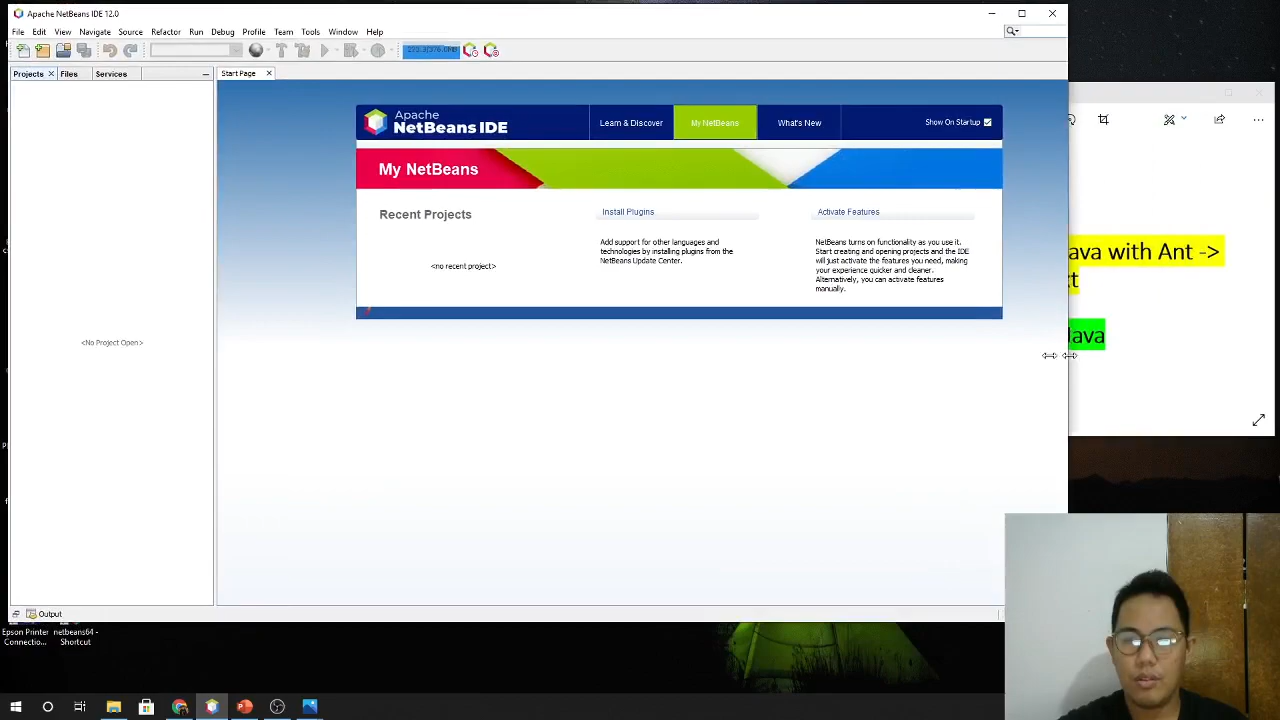 Apache NetBeans IDE 12.0
File Edit View Navigate Source Refactor Run Debug Profile Team Tools Window Help
Projects Files Services
Start Page
Apache
NetBeans IDE
Learn & Discover
My NetBeans
What's New
Show On Startup
My NetBeans
Recent Projects
<no recent project>
Install Plugins
Add support for other languages and
technologies by installing plugins from the
NetBeans Update Center.
Activate Features
NetBeans turns on functionality as you use it.
Start creating and opening projects and the IDE
will just activate the features you need, making
your experience quicker and cleaner.
Alternatively, you can activate features
manually.
<No Project Open>
ava with Ant ->
Java
Output
Epson Printer
Connectio...
netbeans64 -
Shortcut